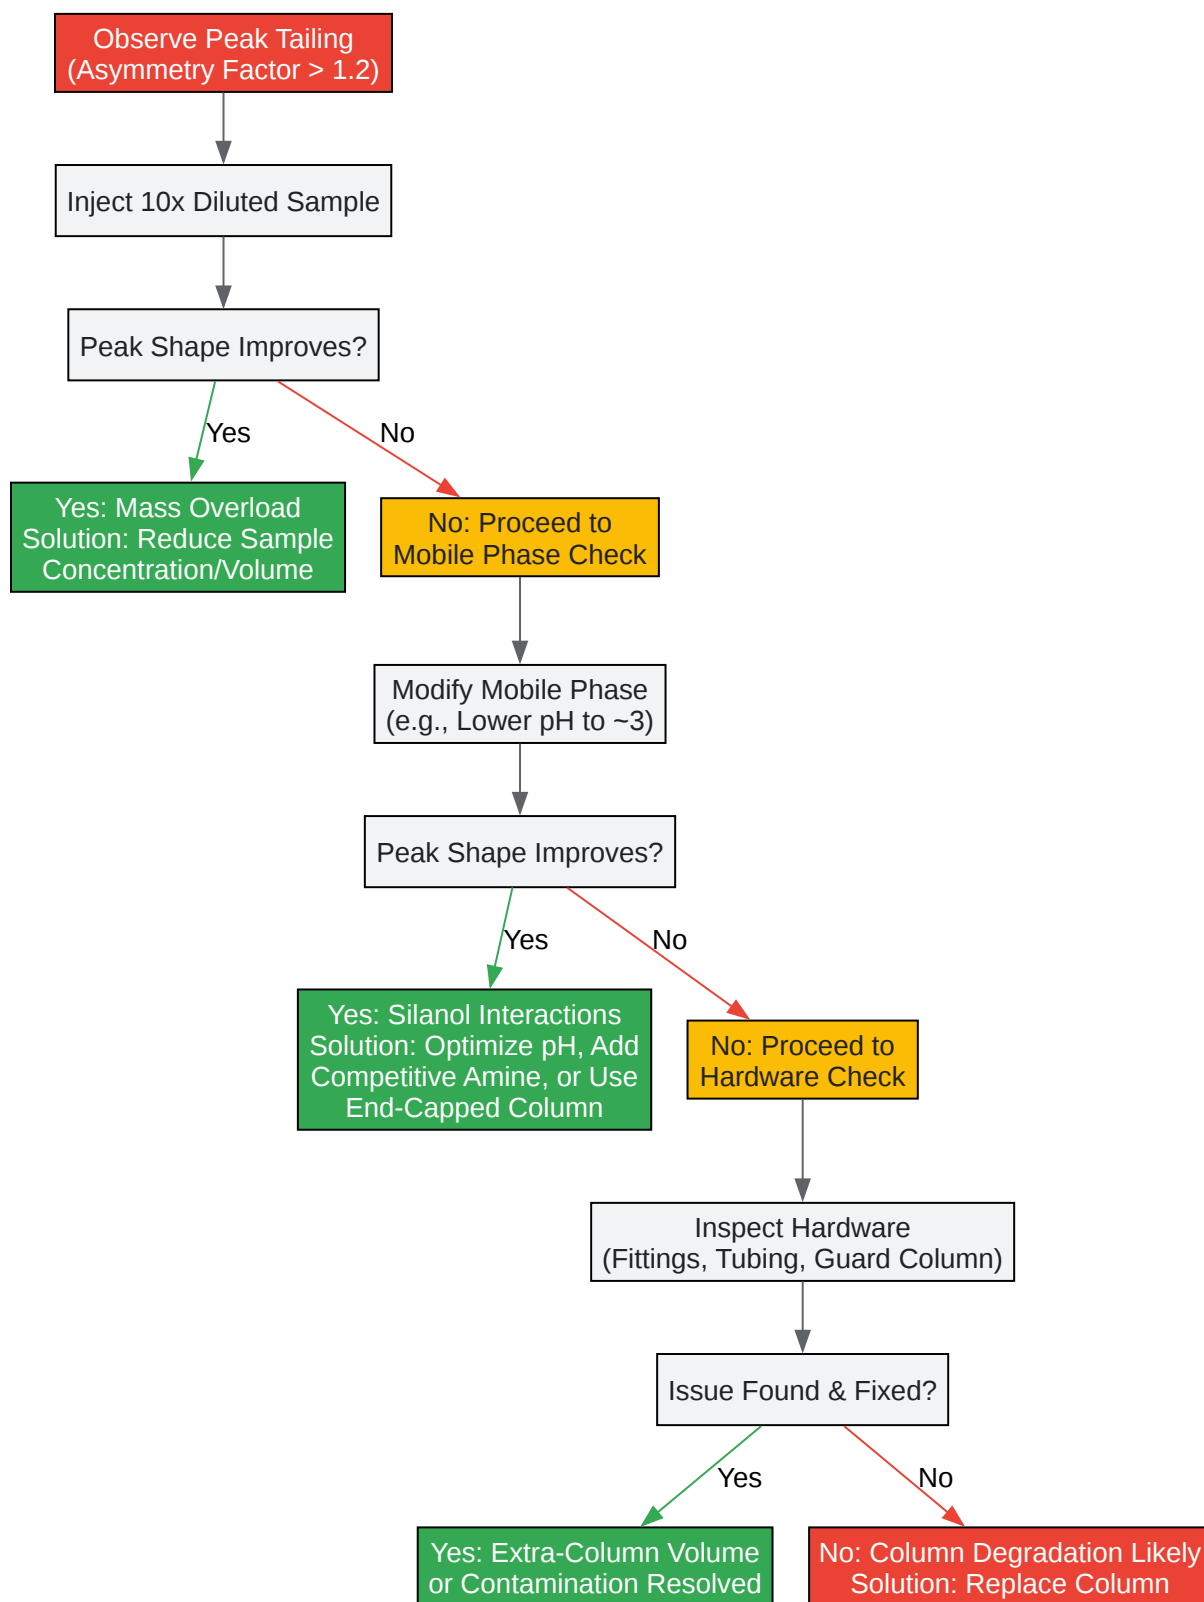 Observe Peak Tailing
(Asymmetry Factor > 1.2)
Inject 10x Diluted Sample
Peak Shape Improves?
Yes
No
Yes: Mass Overload
Solution: Reduce Sample
Concentration/Volume
No: Proceed to
Mobile Phase Check
Modify Mobile Phase
(e.g., Lower pH to ~3)
Peak Shape Improves?
Yes
No
Yes: Silanol Interactions
Solution: Optimize pH, Add
Competitive Amine, or Use
End-Capped Column
No: Proceed to
Hardware Check
Inspect Hardware
(Fittings, Tubing, Guard Column)
Issue Found & Fixed?
Yes
No
Yes: Extra-Column Volume
or Contamination Resolved
No: Column Degradation Likely
Solution: Replace Column